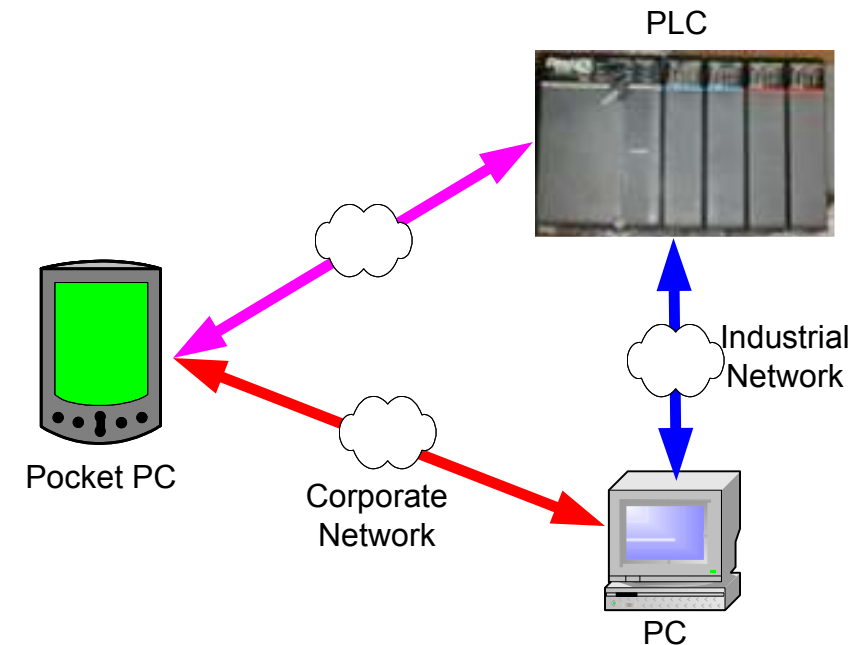 PLC
Industrial
Network
Pocket PC
Corporate
Network
PC